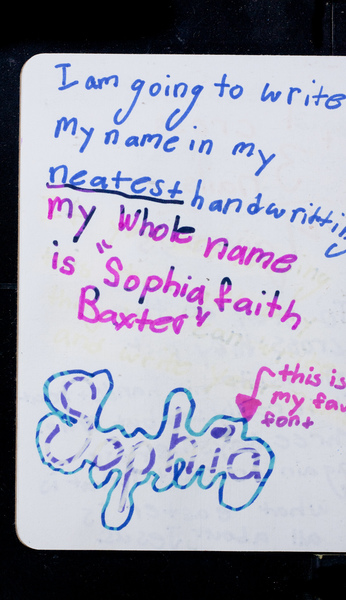 I am going to write
my name in my
neatest handwrittin
my whole name
is "Sophia faith
Baxter"
this is
my fav
font
Sophia